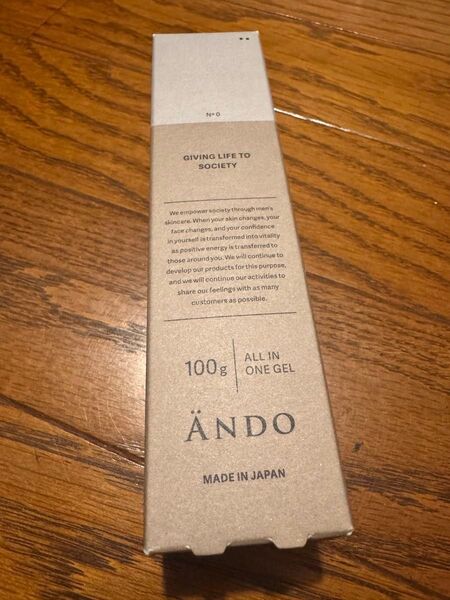 Nº 0
GIVING LIFE TO
SOCIETY
We empower society through men's
skincare. When your skin changes, your
face changes, and your confidence
in yourself is transformed into vitality
as positive energy is transferred to
those around you. We will continue to
develop our products for this purpose,
and we will continue our activities to
share our feelings with as many
customers as possible.
100g
ALL IN
ONE GEL
ÄNDO
MADE IN JAPAN